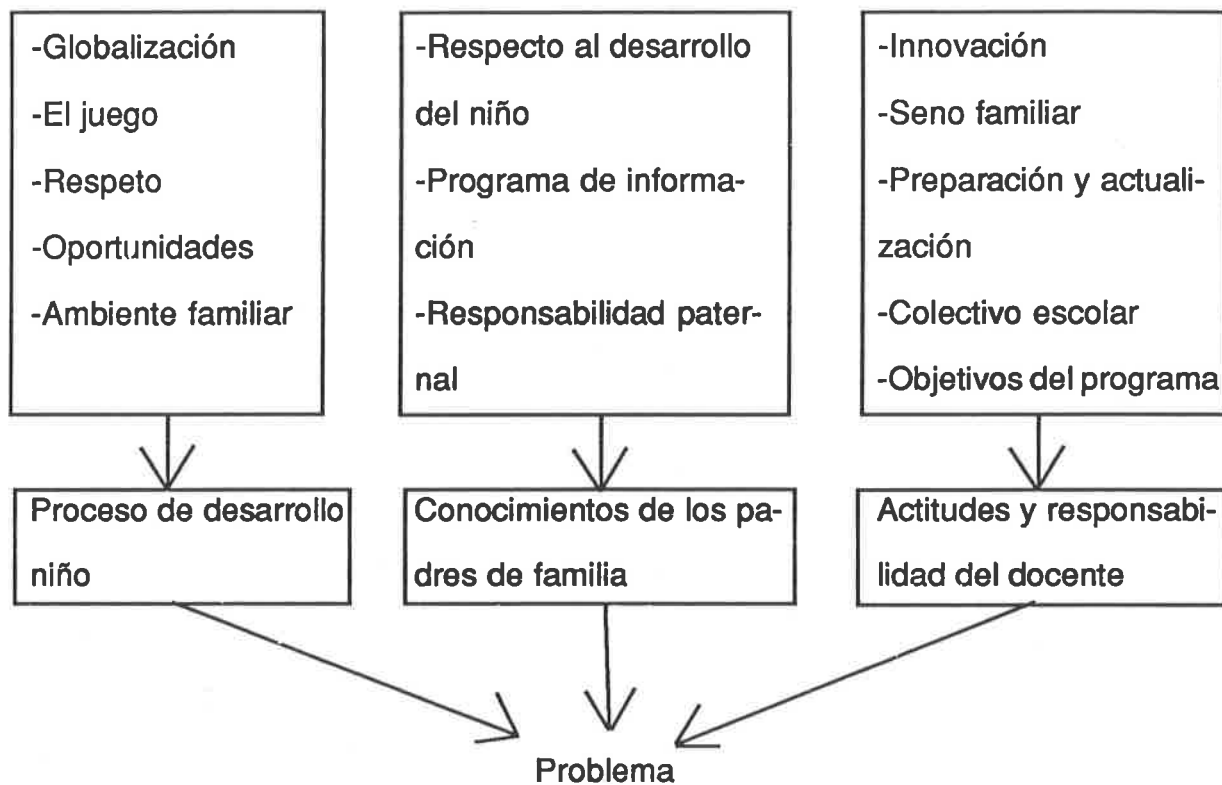 -Globalización
-El juego
-Respeto
-Oportunidades
-Ambiente familiar
-Respecto al desarrollo
del niño
-Programa de informa-
ción
-Responsabilidad pater-
nal
-Innovación
-Seno familiar
-Preparación y actuali-
zación
-Colectivo escolar
-Objetivos del programa
Proceso de desarrollo
niño
Conocimientos de los pa-
dres de familia
Actitudes y responsabi-
lidad del docente
Problema